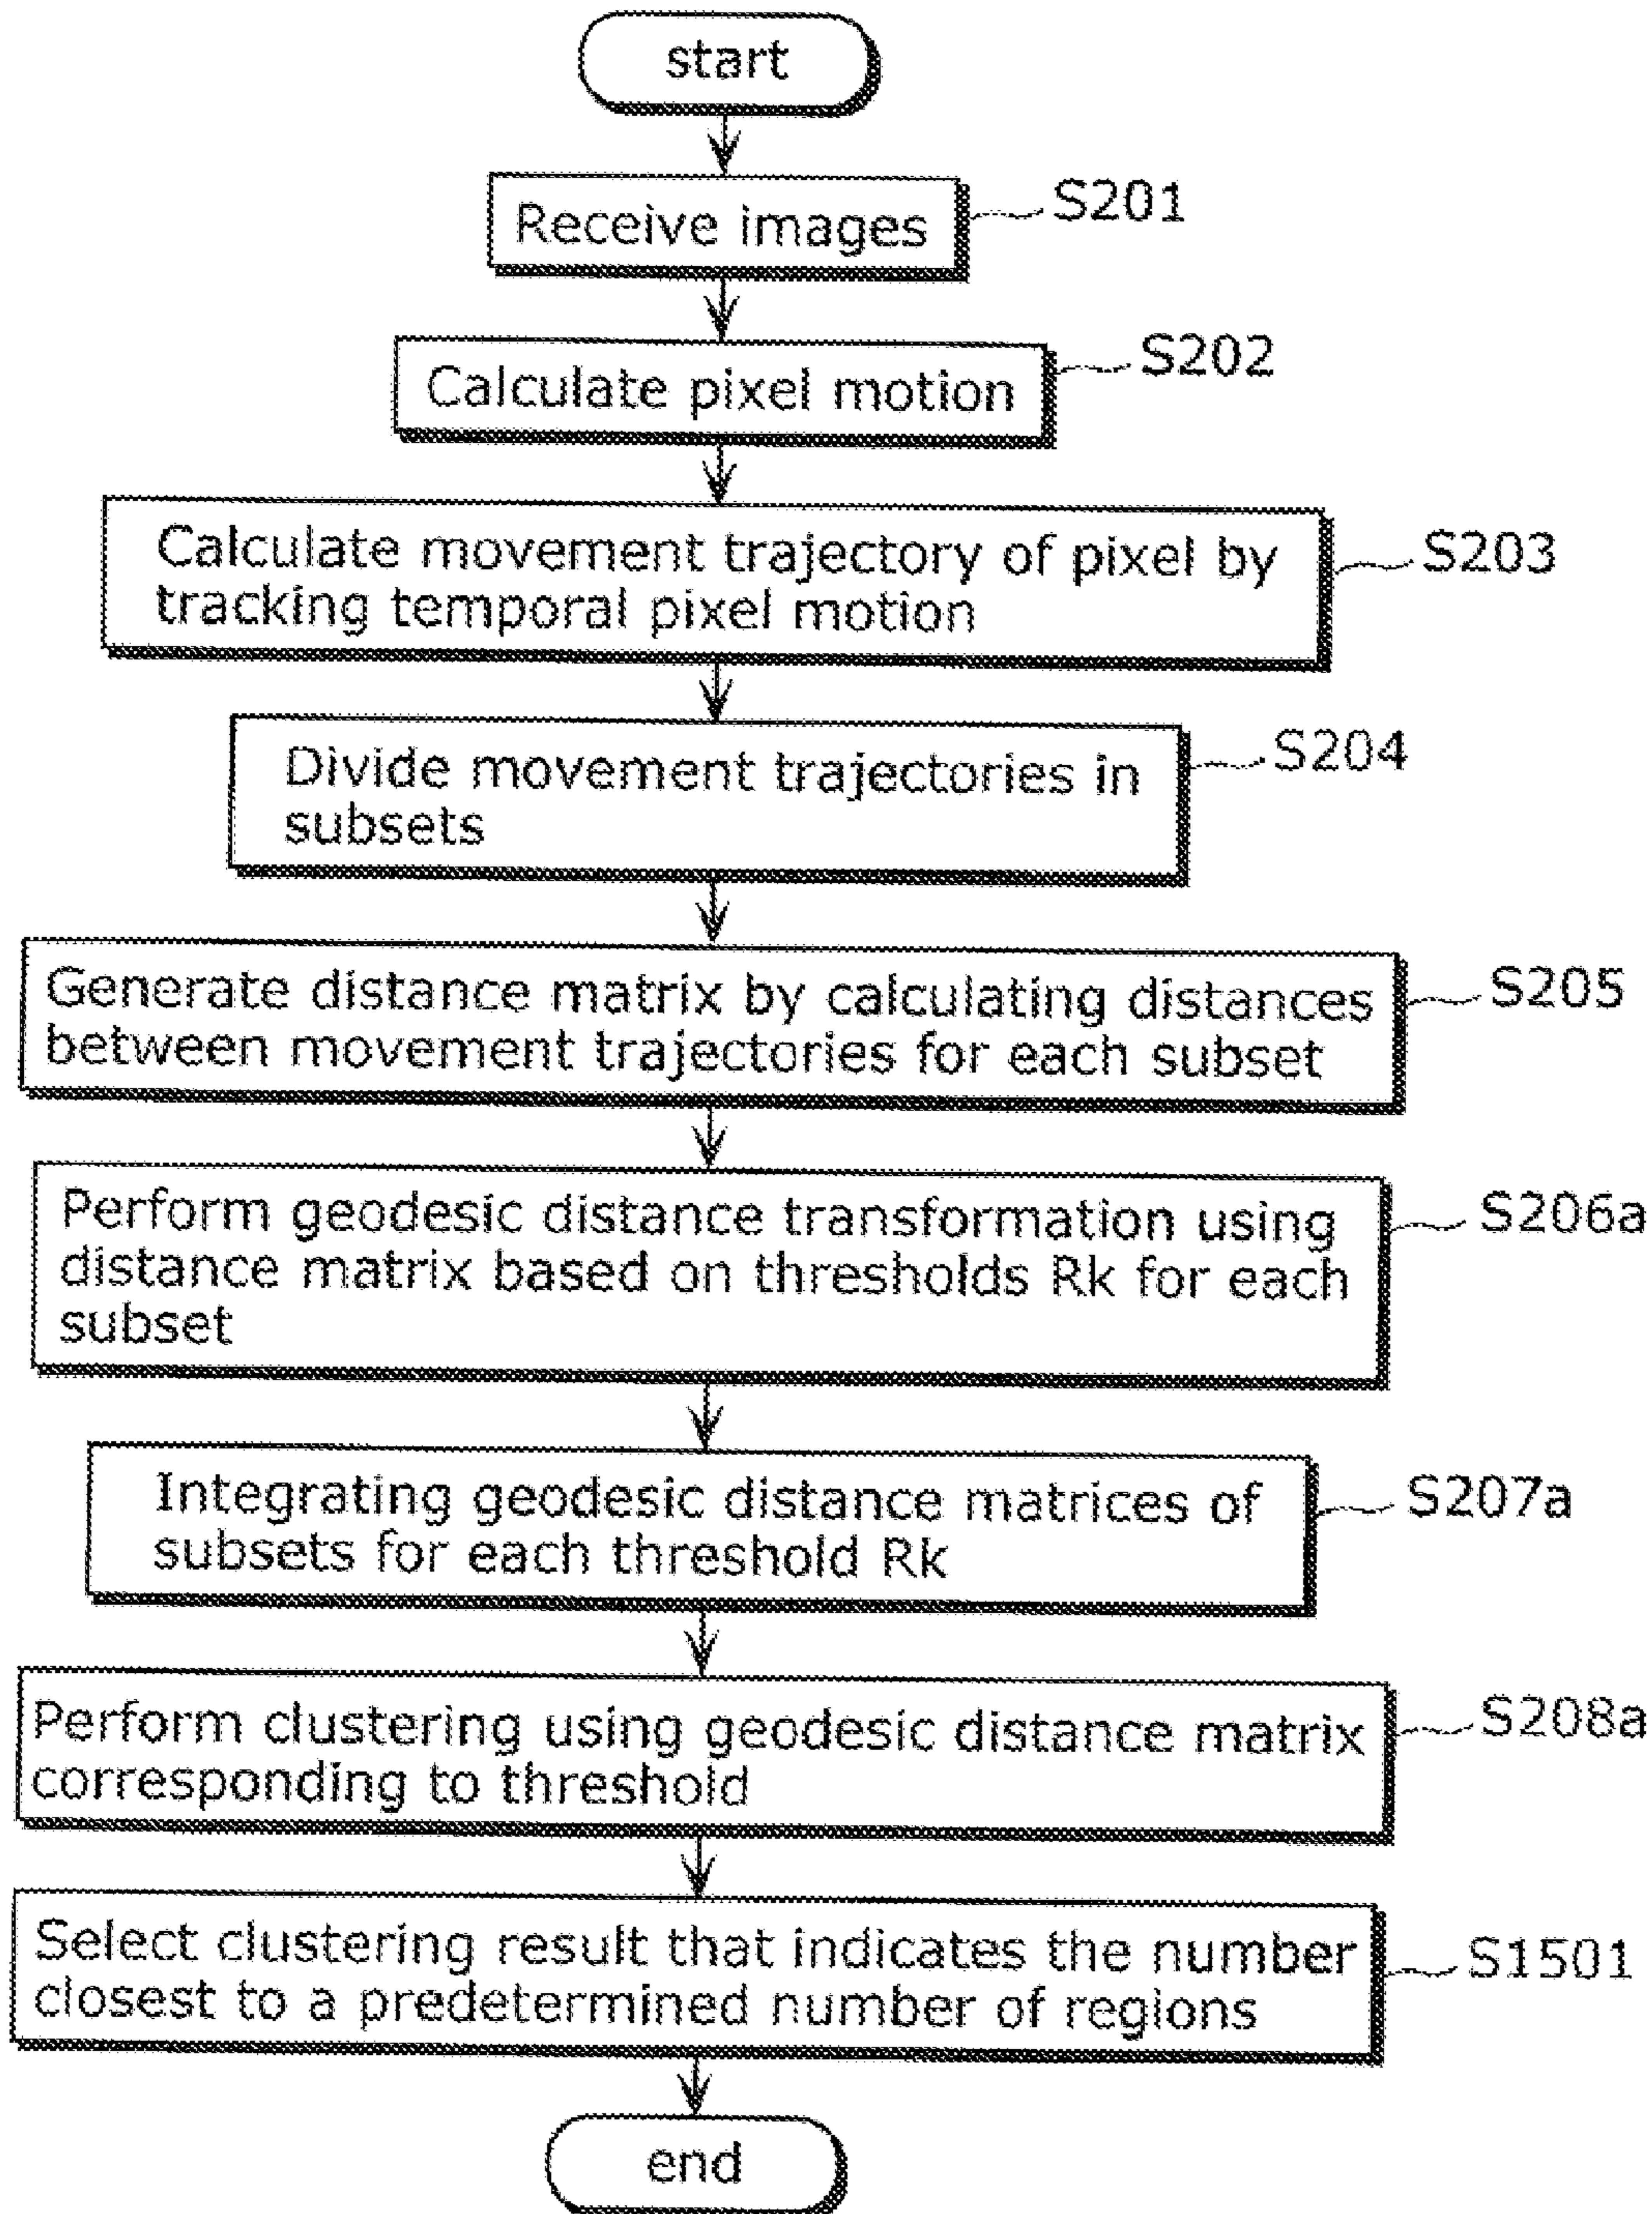 start
Receive images
S201
Calculate pixel motion
S202
Calculate movement trajectory of pixel by
tracking temporal pixel motion
S203
Divide movement trajectories in
subsets
S204
Generate distance matrix by calculating distances
between movement trajectories for each subset
S205
Perform geodesic distance transformation using
distance matrix based on thresholds Rk for each
subset
S206a
Integrating geodesic distance matrices of
subsets for each threshold Rk
S207a
Perform clustering using geodesic distance matrix
corresponding to threshold
S208a
Select clustering result that indicates the number
closest to a predetermined number of regions
S1501
end